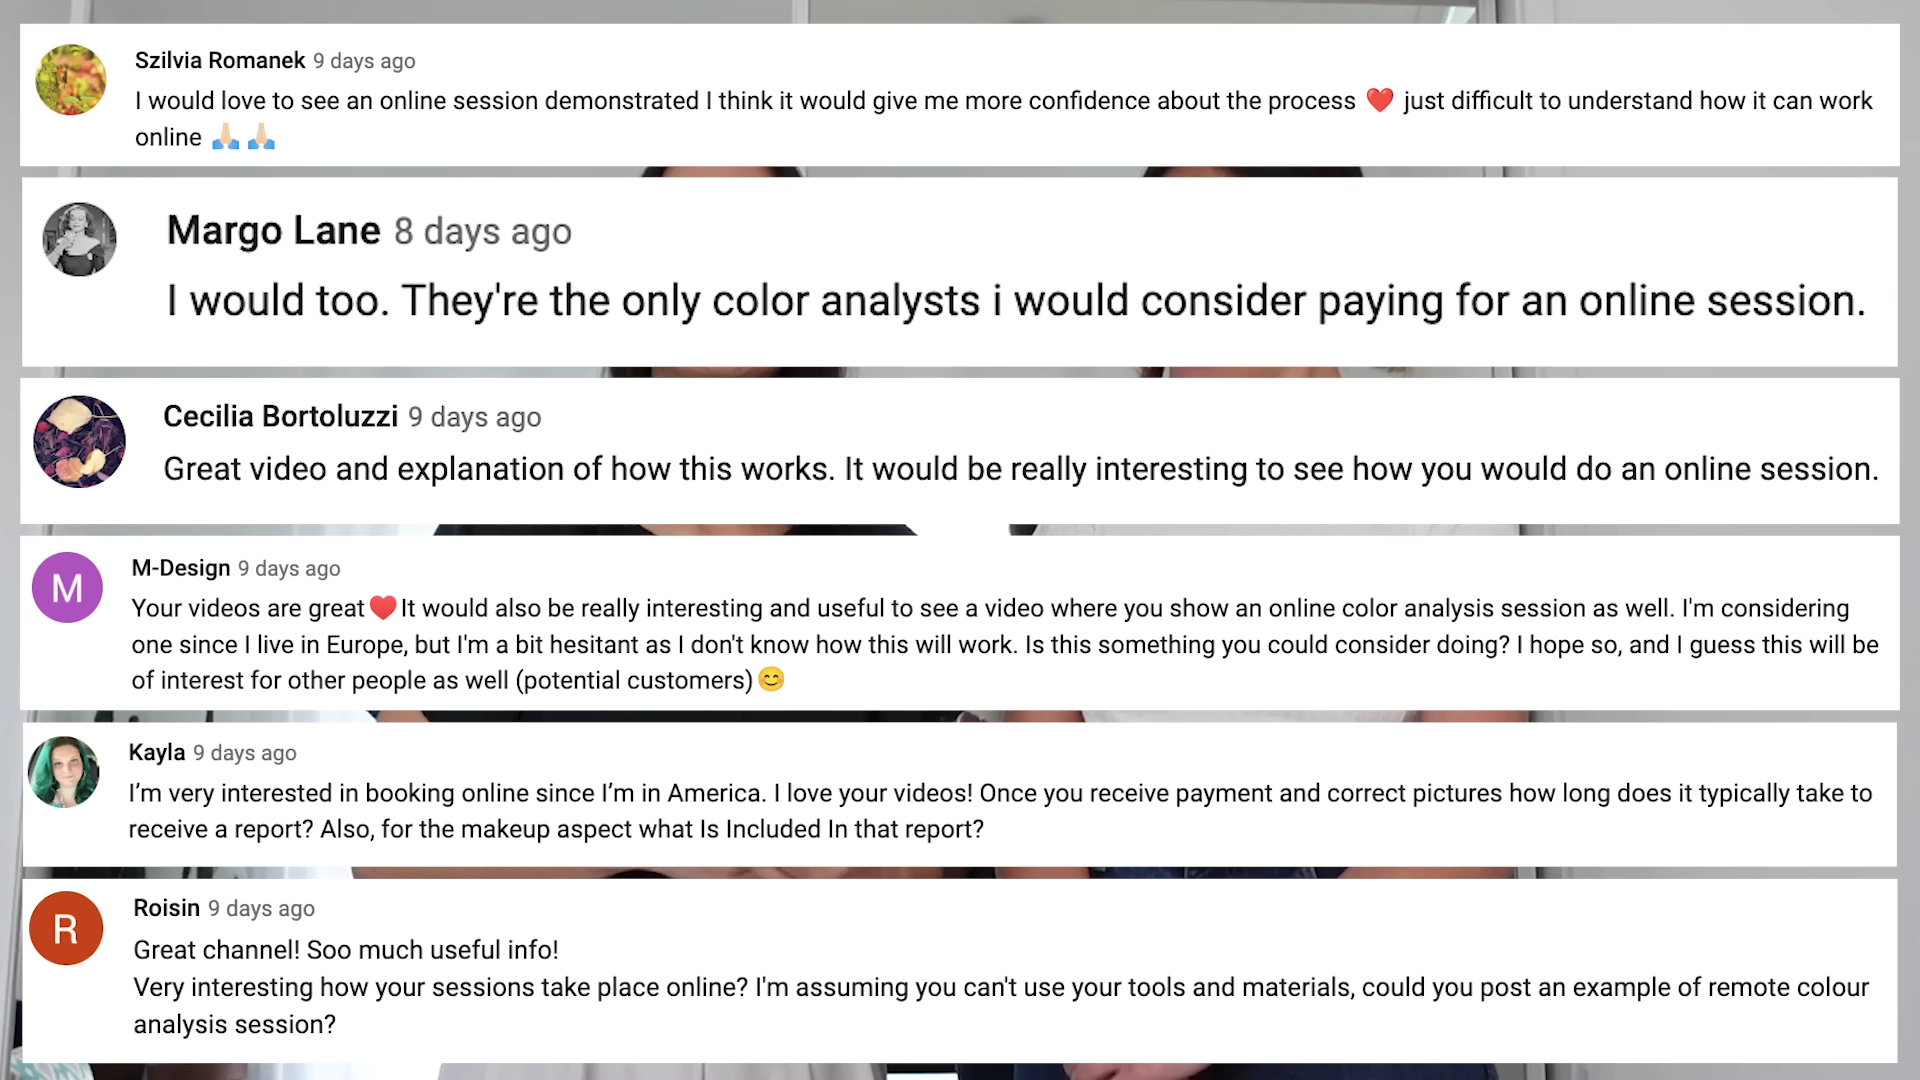 Szilvia Romanek 9 days ago
I would love to see an online session demonstrated I think it would give me more confidence about the process ❤️ just difficult to understand how it can work
online 🙏🏻 🙏🏻
Margo Lane 8 days ago
I would too. They're the only color analysts i would consider paying for an online session.
Cecilia Bortoluzzi 9 days ago
Great video and explanation of how this works. It would be really interesting to see how you would do an online session.
M
M-Design 9 days ago
Your videos are great❤️It would also be really interesting and useful to see a video where you show an online color analysis session as well. I'm considering
one since I live in Europe, but I'm a bit hesitant as I don't know how this will work. Is this something you could consider doing? I hope so, and I guess this will be
of interest for other people as well (potential customers)😊
Kayla 9 days ago
I’m very interested in booking online since I’m in America. I love your videos! Once you receive payment and correct pictures how long does it typically take to
receive a report? Also, for the makeup aspect what Is Included In that report?
R
Roisin 9 days ago
Great channel! Soo much useful info!
Very interesting how your sessions take place online? I'm assuming you can't use your tools and materials, could you post an example of remote colour
analysis session?